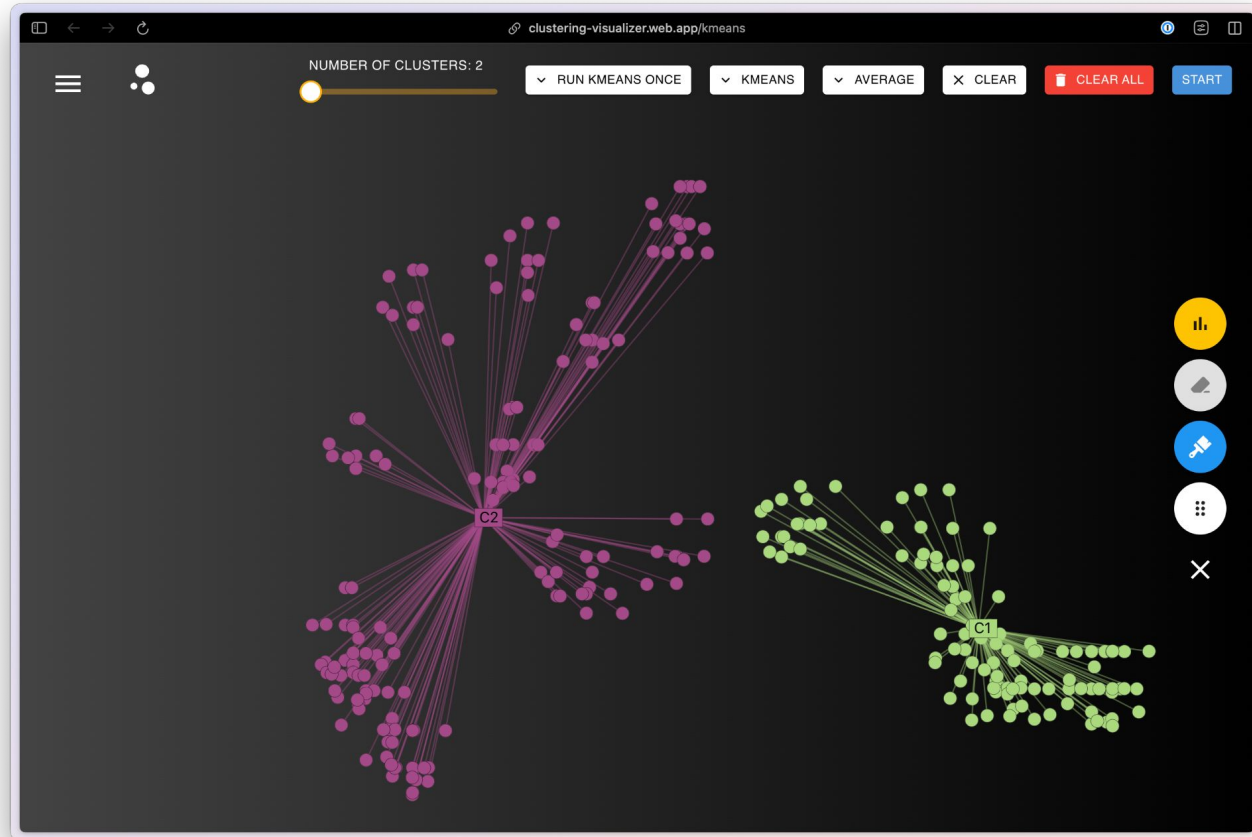 clustering-visualizer.web.app/kmeans
NUMBER OF CLUSTERS: 2
RUN KMEANS ONCE
KMEANS
AVERAGE
CLEAR
CLEAR ALL
START
C2
C1